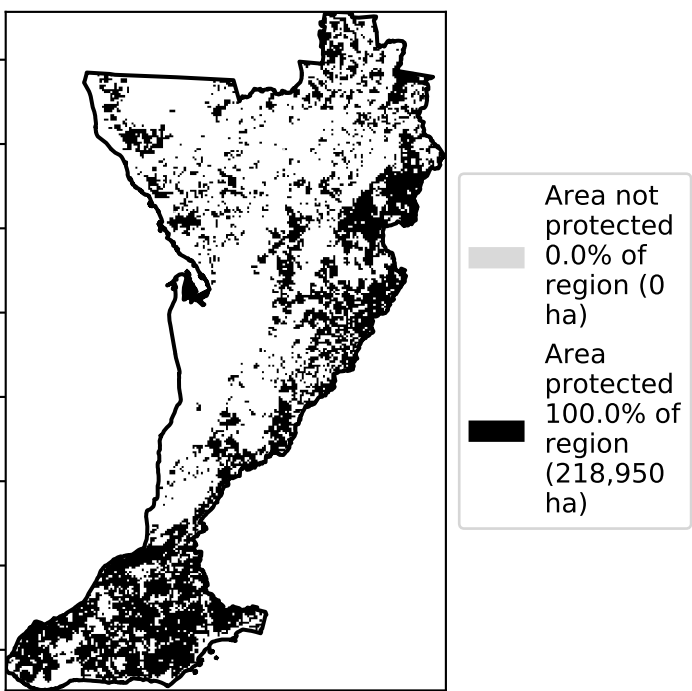 Area not
protected
0.0% of
region (0
ha)
Area
protected
100.0% of
region
(218,950
ha)